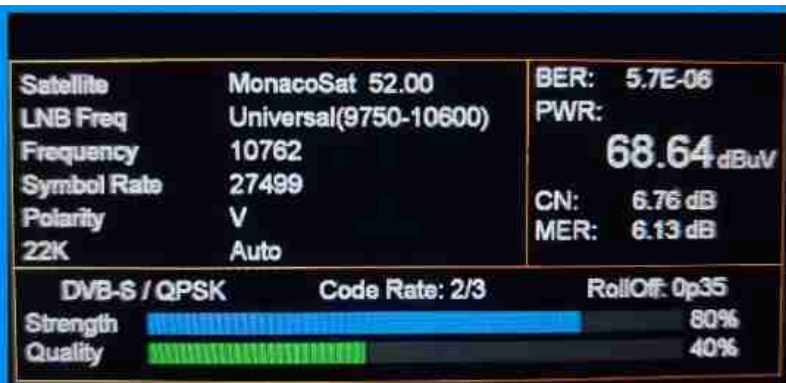 Satellite MonacoSat 52.00
LNB Freq Universal(9750-10600)
Frequency 10762
Symbol Rate 27499
Polarity V
22K Auto
BER: 5.7E-06
PWR:
68.64 dBuV
CN: 6.76 dB
MER: 6.13 dB
DVB-S / QPSK Code Rate: 2/3 RollOff: 0p35
Strength 80%
Quality 40%